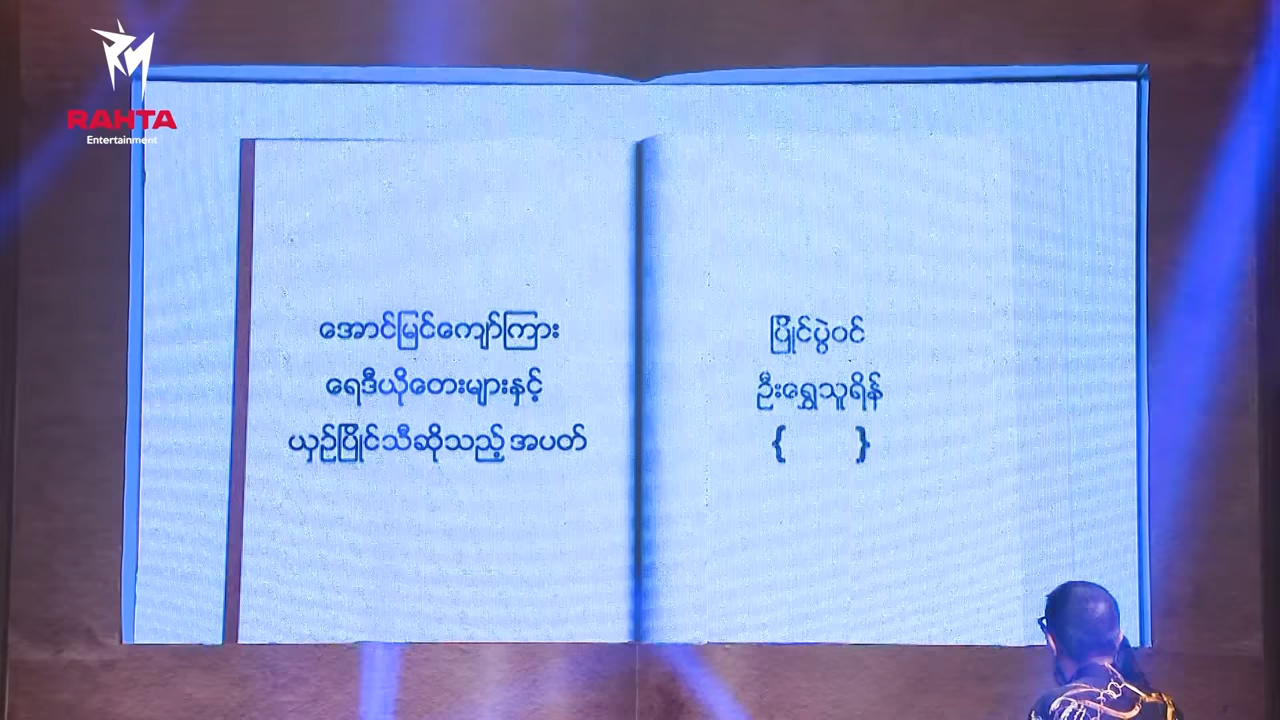 RAHTA
Entertainment
အောင်မြင်ကျော်ကြား
ရေဒီယိုတေးများနှင့်
ယှဉ်ပြိုင်သီဆိုသည့် အပတ်
ပြိုင်ပွဲဝင်
ဦးရွှေသူရိန်
{ }